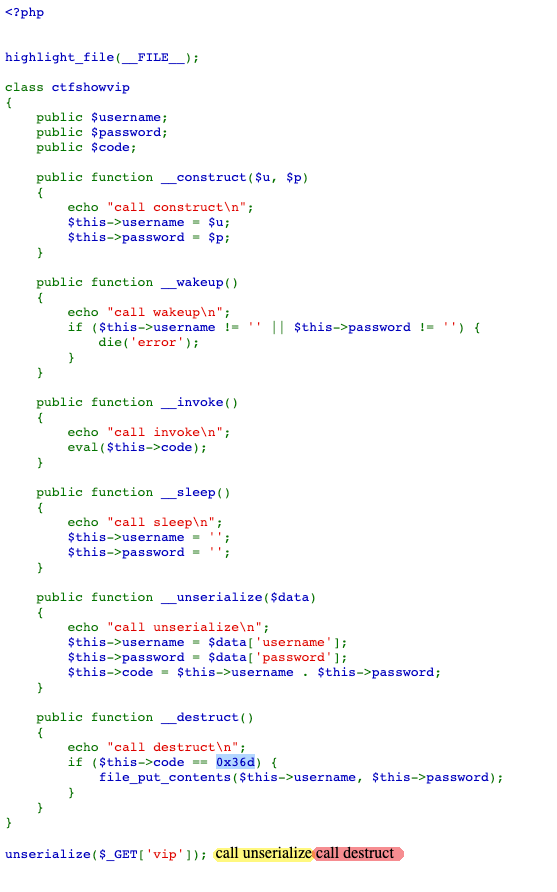 <?php
highlight_file(__FILE__);
class ctfshowvip
{
    public $username;
    public $password;
    public $code;
    public function __construct($u, $p)
    {
        echo "call construct\n";
        $this->username = $u;
        $this->password = $p;
    }
    public function __wakeup()
    {
        echo "call wakeup\n";
        if ($this->username != '' || $this->password != '') {
            die('error');
        }
    }
    public function __invoke()
    {
        echo "call invoke\n";
        eval($this->code);
    }
    public function __sleep()
    {
        echo "call sleep\n";
        $this->username = '';
        $this->password = '';
    }
    public function __unserialize($data)
    {
        echo "call unserialize\n";
        $this->username = $data['username'];
        $this->password = $data['password'];
        $this->code = $this->username . $this->password;
    }
    public function __destruct()
    {
        echo "call destruct\n";
        if ($this->code == 0x36d) {
            file_put_contents($this->username, $this->password);
        }
    }
}
unserialize($_GET['vip']); call unserialize call destruct